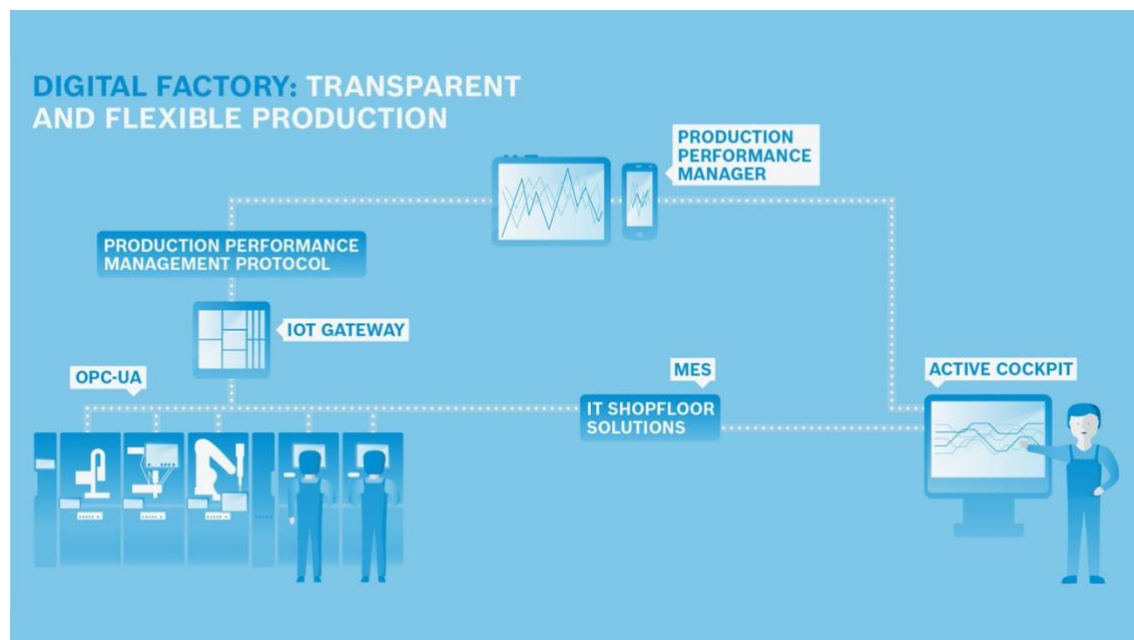 DIGITAL FACTORY: TRANSPARENT
AND FLEXIBLE PRODUCTION
PRODUCTION
PERFORMANCE
MANAGER
PRODUCTION PERFORMANCE
MANAGEMENT PROTOCOL
IOT GATEWAY
OPC-UA
MES
IT SHOPFLOOR
SOLUTIONS
ACTIVE COCKPIT